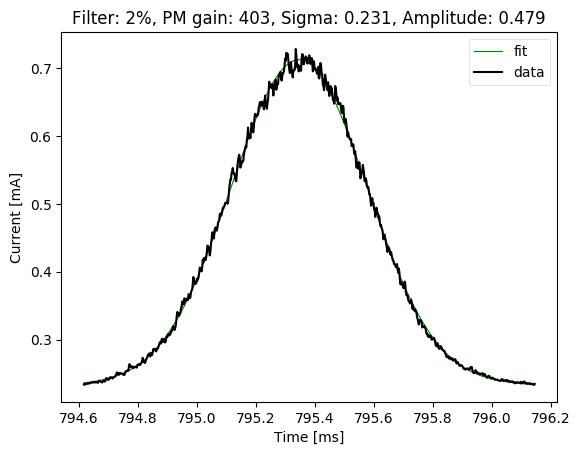 Filter: 2%, PM gain: 403, Sigma: 0.231, Amplitude: 0.479
fit
data
0.7
0.6
0.5
0.4
0.3
Current [mA]
794.6 794.8 795.0 795.2 795.4 795.6 795.8 796.0 796.2
Time [ms]